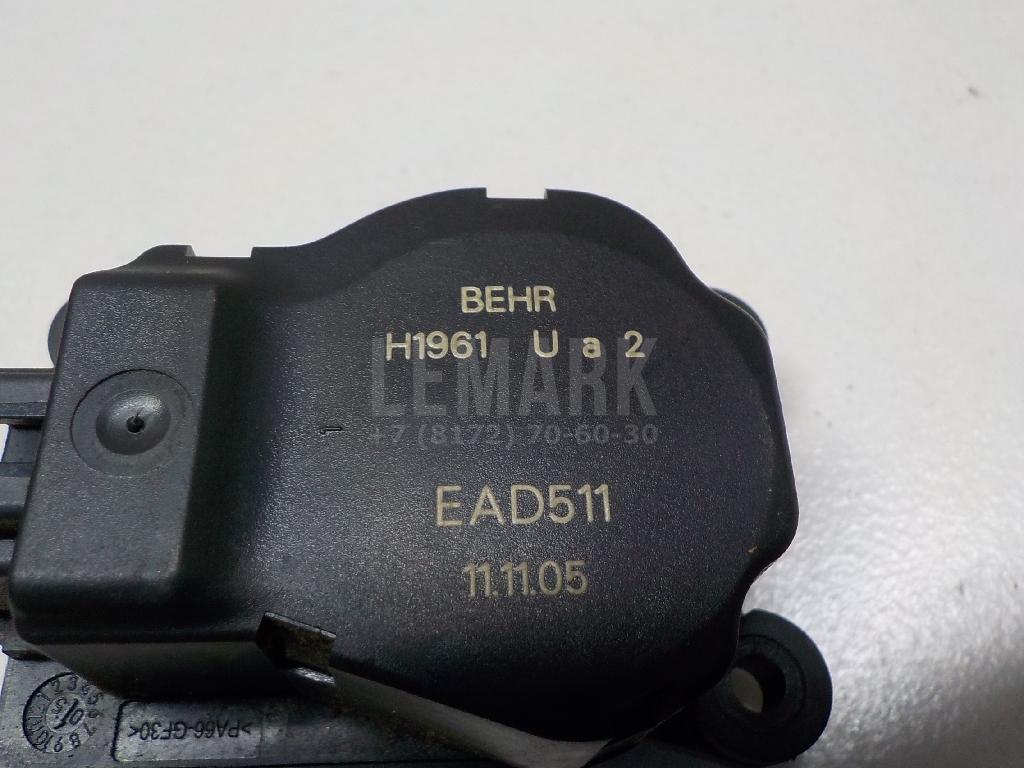 BEHR
H1961 U a 2
LEMARK
+7 (8172) 70-60-30
EAD511
11.11.05
>PA66-GF30<